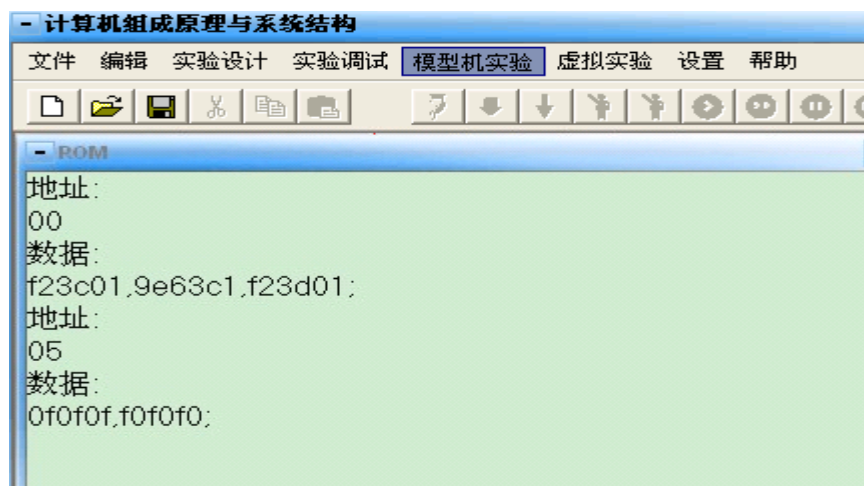 计算机组成原理与系统结构
文件 编辑 实验设计 实验调试 模型机实验 虚拟实验 设置 帮助
ROM
地址:
00
数据:
f23c01,9e63c1,f23d01;
地址:
05
数据:
0f0f0f,f0f0f0;